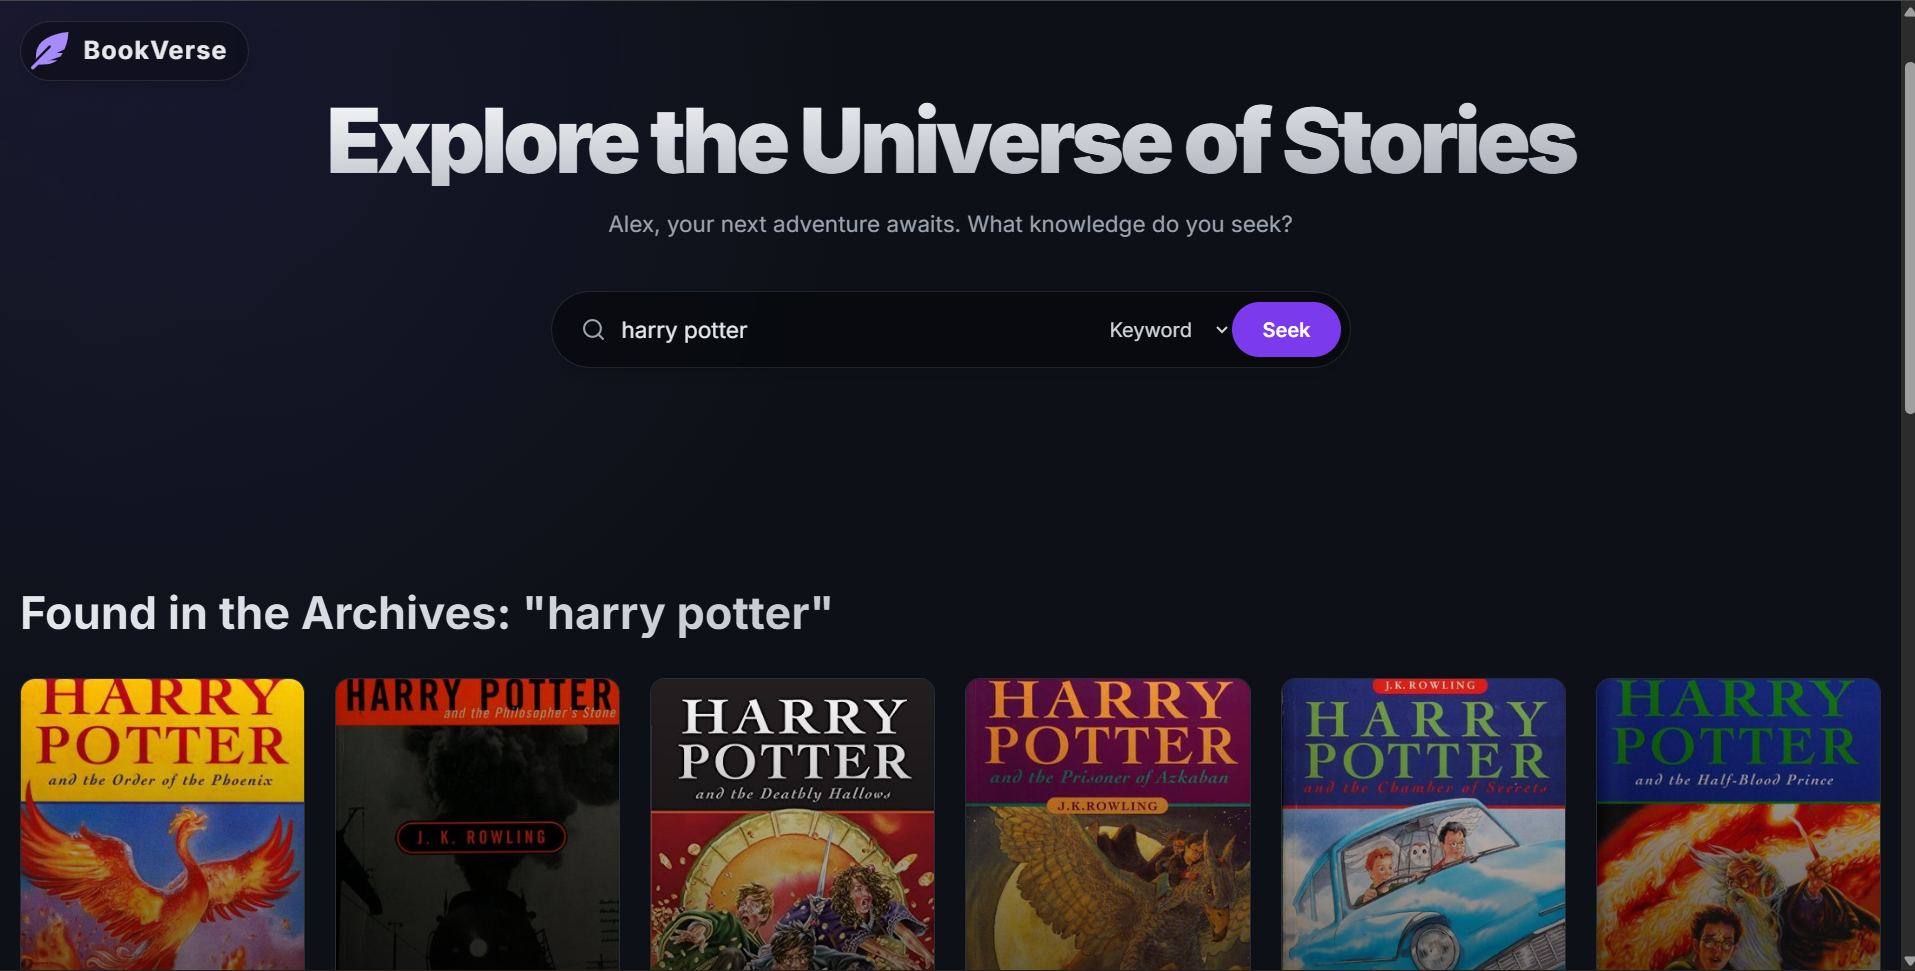 BookVerse
Explore the Universe of Stories
Alex, your next adventure awaits. What knowledge do you seek?
harry potter
Keyword
Seek
Found in the Archives: "harry potter"
HARRY
POTTER
and the Order of the Phoenix
HARRY POTTER
and the Philosopher's Stone
J. K. ROWLING
HARRY
POTTER
and the Deathly Hallows
HARRY
POTTER
and the Prisoner of Azkaban
J.K.ROWLING
J.K.ROWLING
HARRY
POTTER
and the Chamber of Secrets
HARRY
POTTER
and the Half-Blood Prince